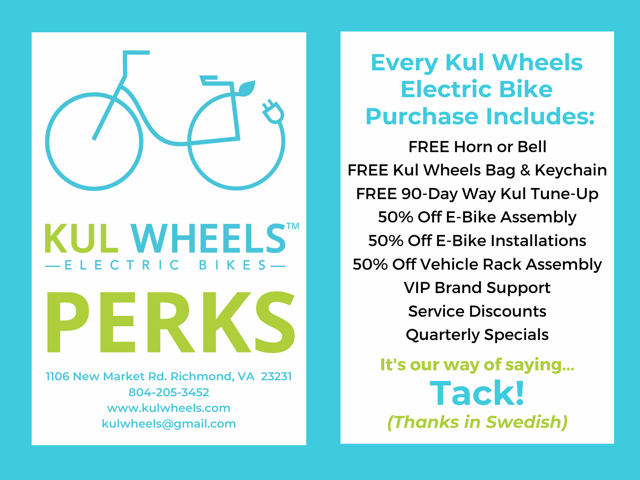 KUL WHEELS™
—ELECTRIC BIKES—
PERKS
1106 New Market Rd. Richmond, VA 23231
804-205-3452
www.kulwheels.com
kulwheels@gmail.com
Every Kul Wheels
Electric Bike
Purchase Includes:
FREE Horn or Bell
FREE Kul Wheels Bag & Keychain
FREE 90-Day Way Kul Tune-Up
50% Off E-Bike Assembly
50% Off E-Bike Installations
50% Off Vehicle Rack Assembly
VIP Brand Support
Service Discounts
Quarterly Specials
It's our way of saying...
Tack!
(Thanks in Swedish)